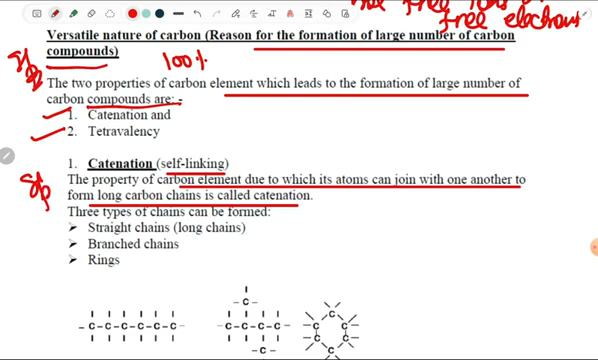 not free ions or
free electrons
Versatile nature of carbon (Reason for the formation of large number of carbon
compounds)
100%
The two properties of carbon element which leads to the formation of large number of
carbon compounds are: -
1. Catenation and
2. Tetravalency
1. Catenation (self-linking)
The property of carbon element due to which its atoms can join with one another to
form long carbon chains is called catenation.
Three types of chains can be formed:
➤ Straight chains (long chains)
➤ Branched chains
➤ Rings
-C-C-C-C-C-C-
-C-
-C-C-C-C-
-C-
C
C C
C C
C